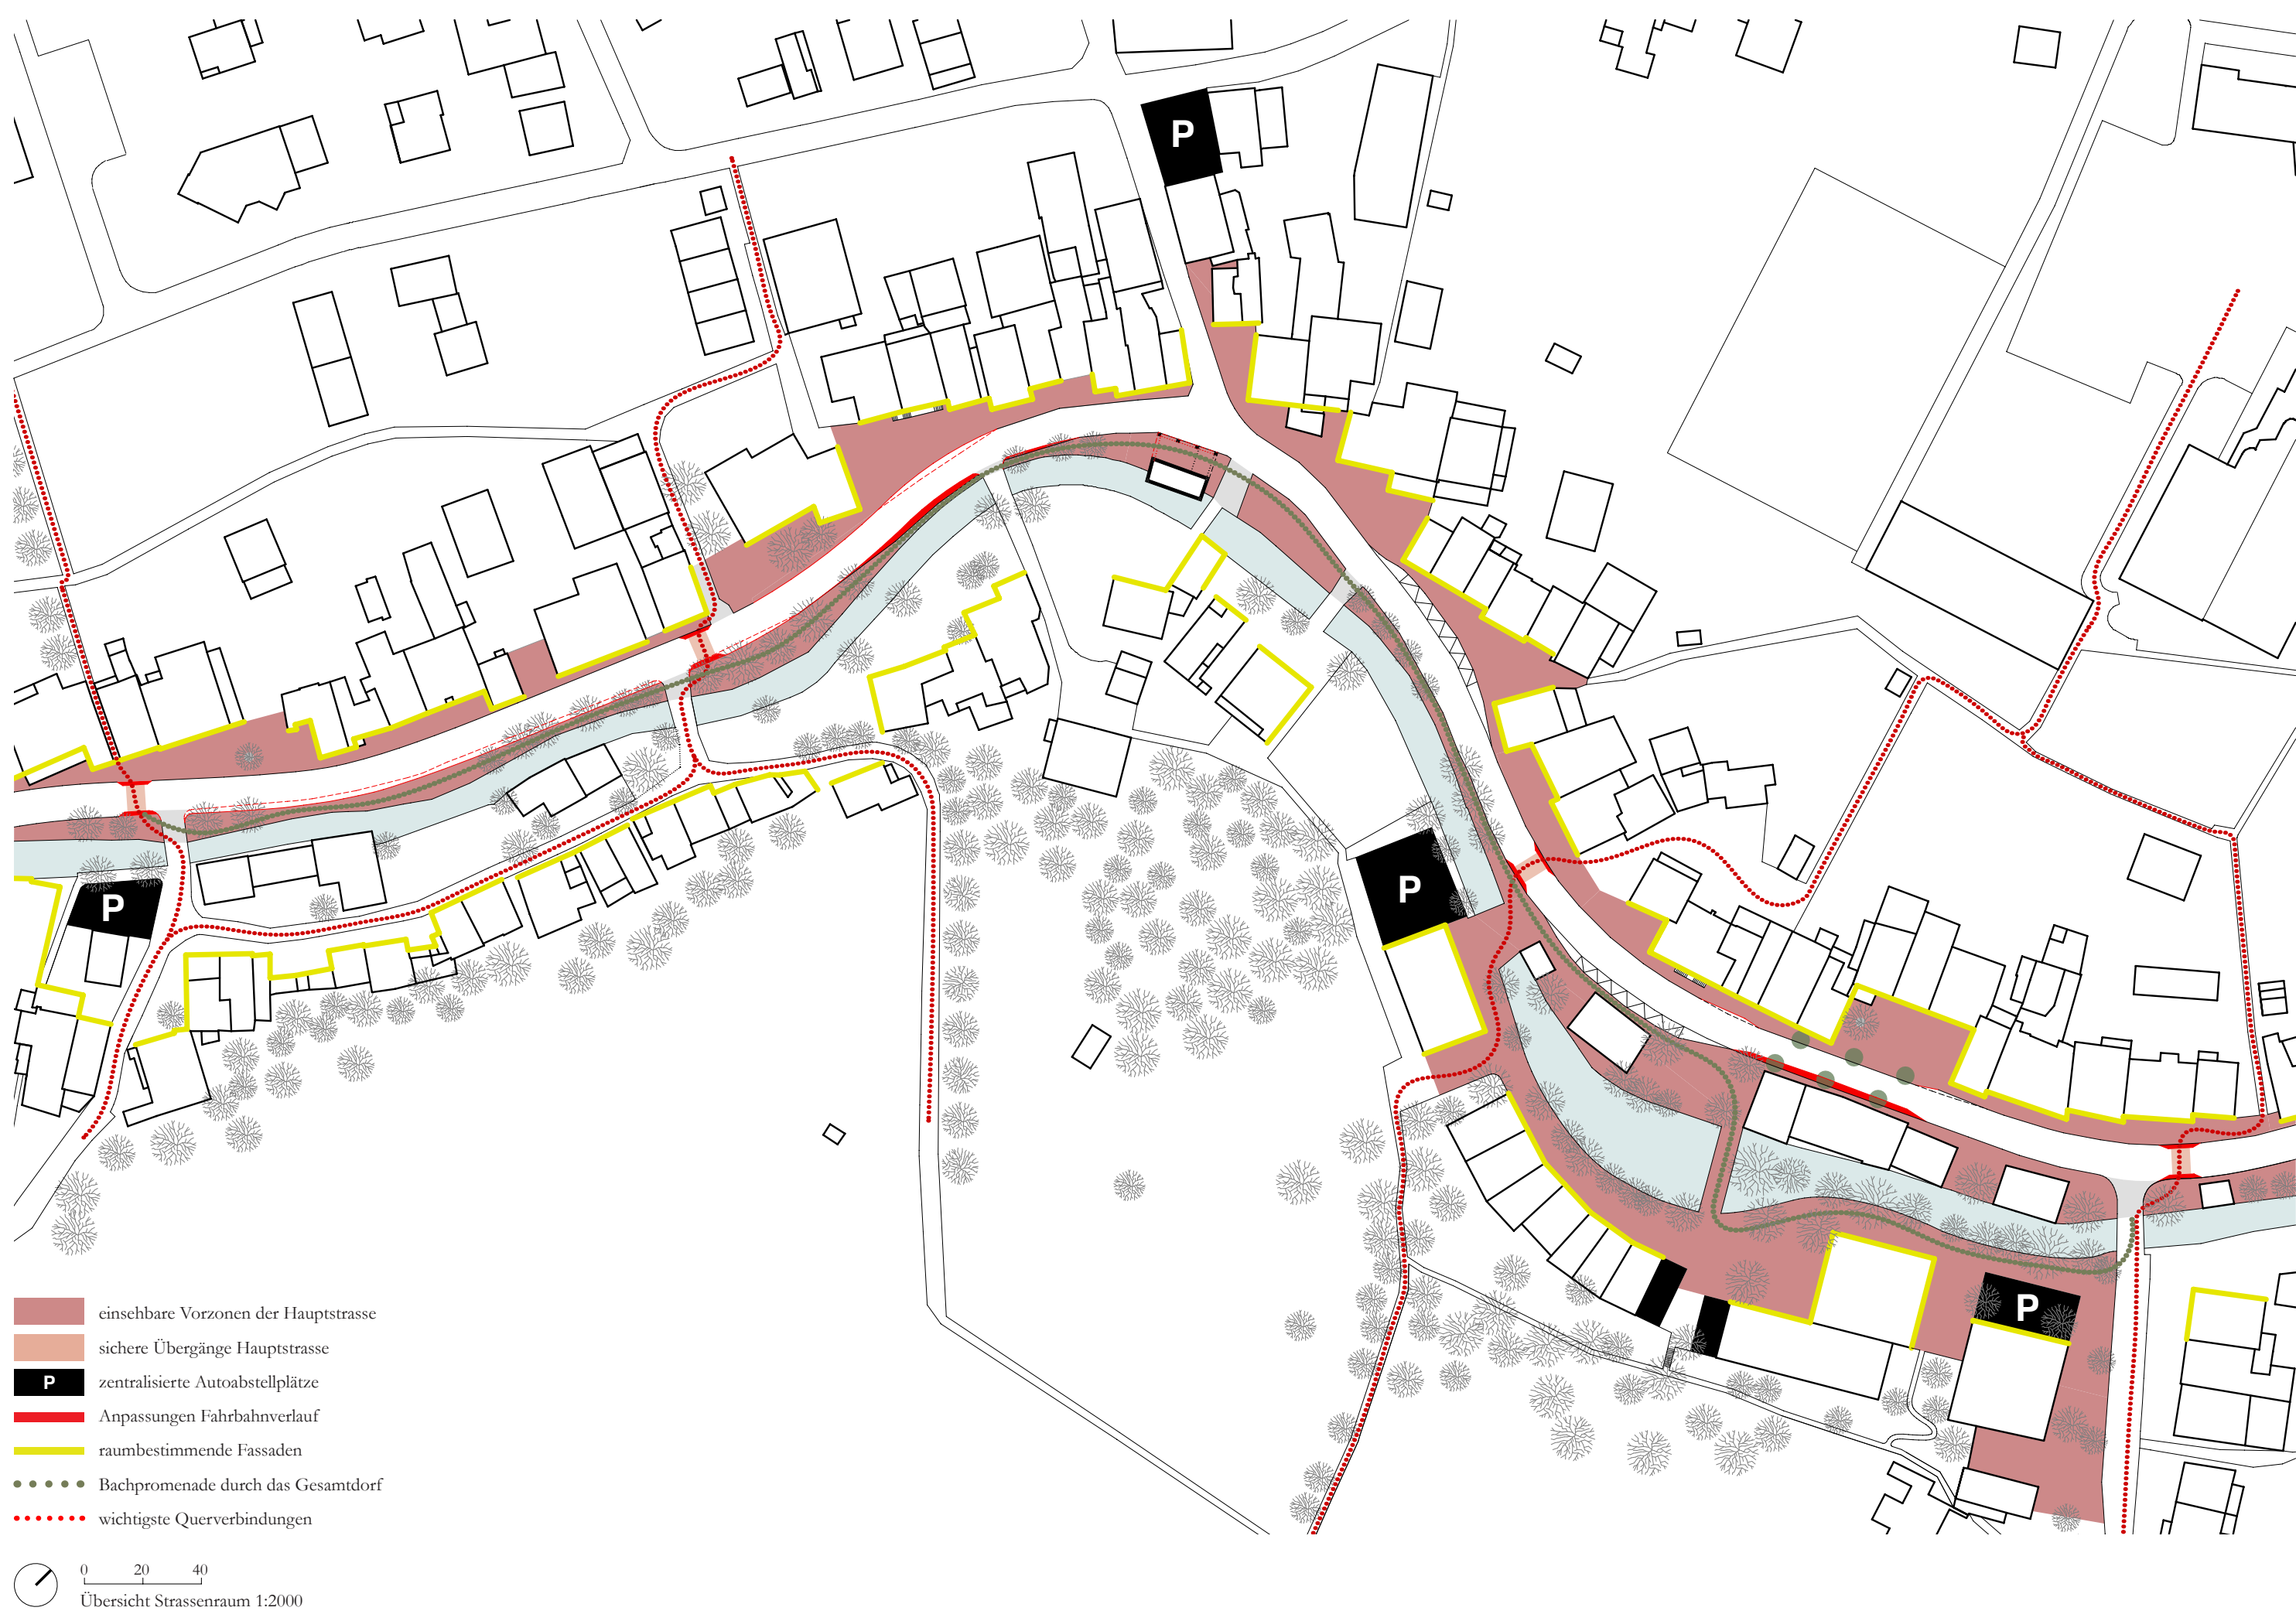 P
P
P
P
einsehbare Vorzonen der Hauptstrasse
sichere Übergänge Hauptstrasse
P zentralisierte Autoabstellplätze
Anpassungen Fahrbahnverlauf
raumbestimmende Fassaden
Bachpromenade durch das Gesamtdorf
wichtigste Querverbindungen
0 20 40
Übersicht Strassenraum 1:2000